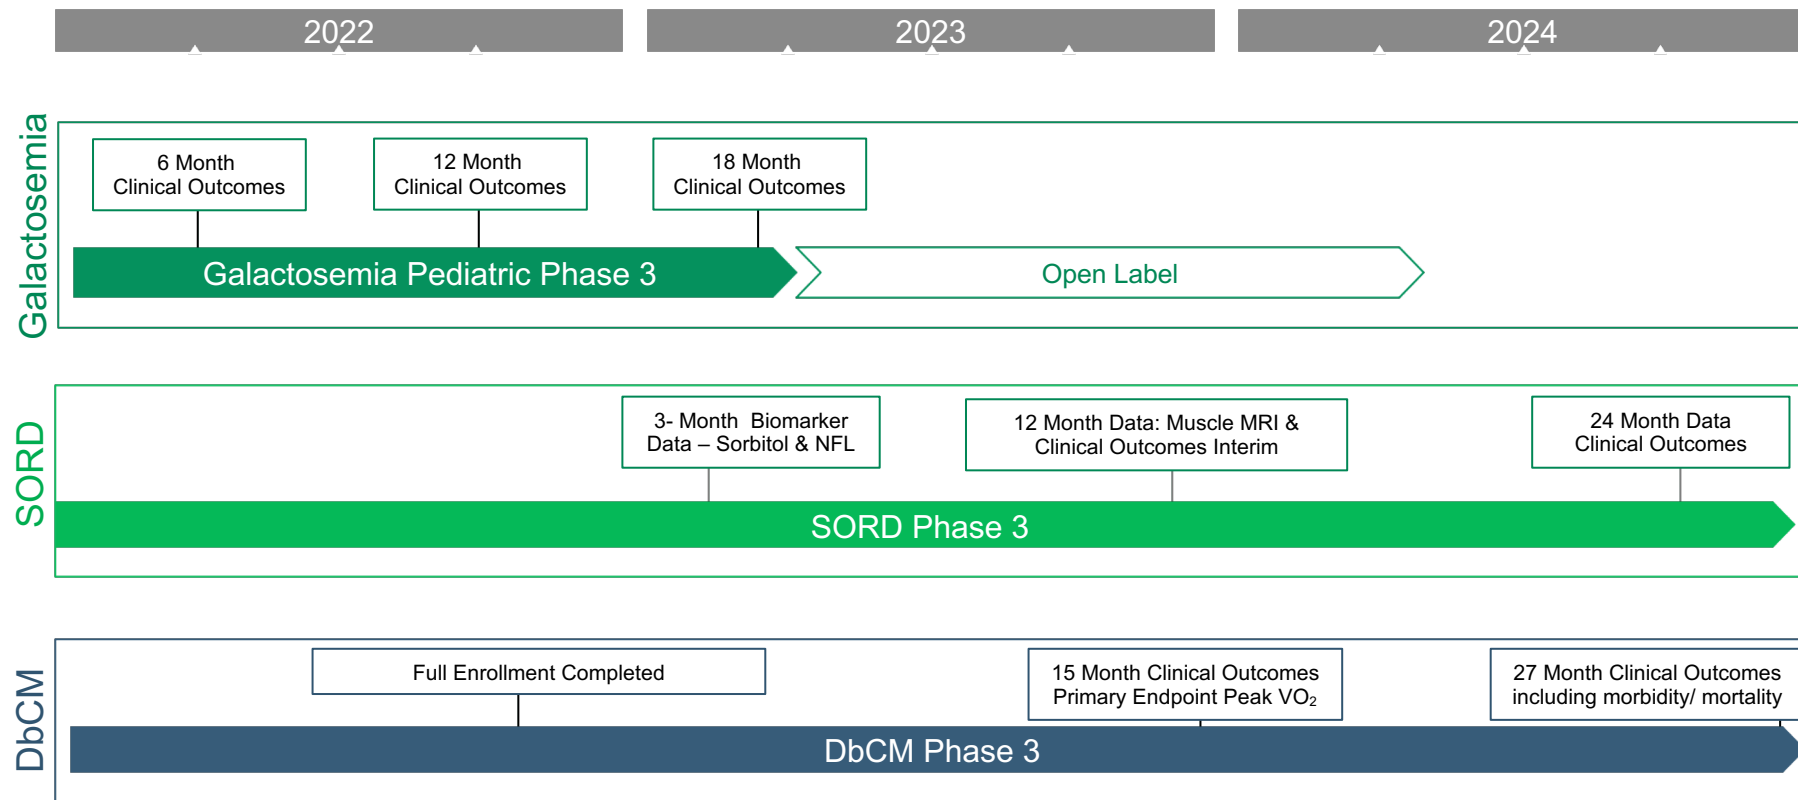 2022
2023
2024
Galactosemia
6 Month
Clinical Outcomes
12 Month
Clinical Outcomes
18 Month
Clinical Outcomes
Galactosemia Pediatric Phase 3
Open Label
SORD
3- Month Biomarker
Data – Sorbitol & NFL
12 Month Data: Muscle MRI &
Clinical Outcomes Interim
24 Month Data
Clinical Outcomes
SORD Phase 3
DbCM
Full Enrollment Completed
15 Month Clinical Outcomes
Primary Endpoint Peak VO₂
27 Month Clinical Outcomes
including morbidity/ mortality
DbCM Phase 3